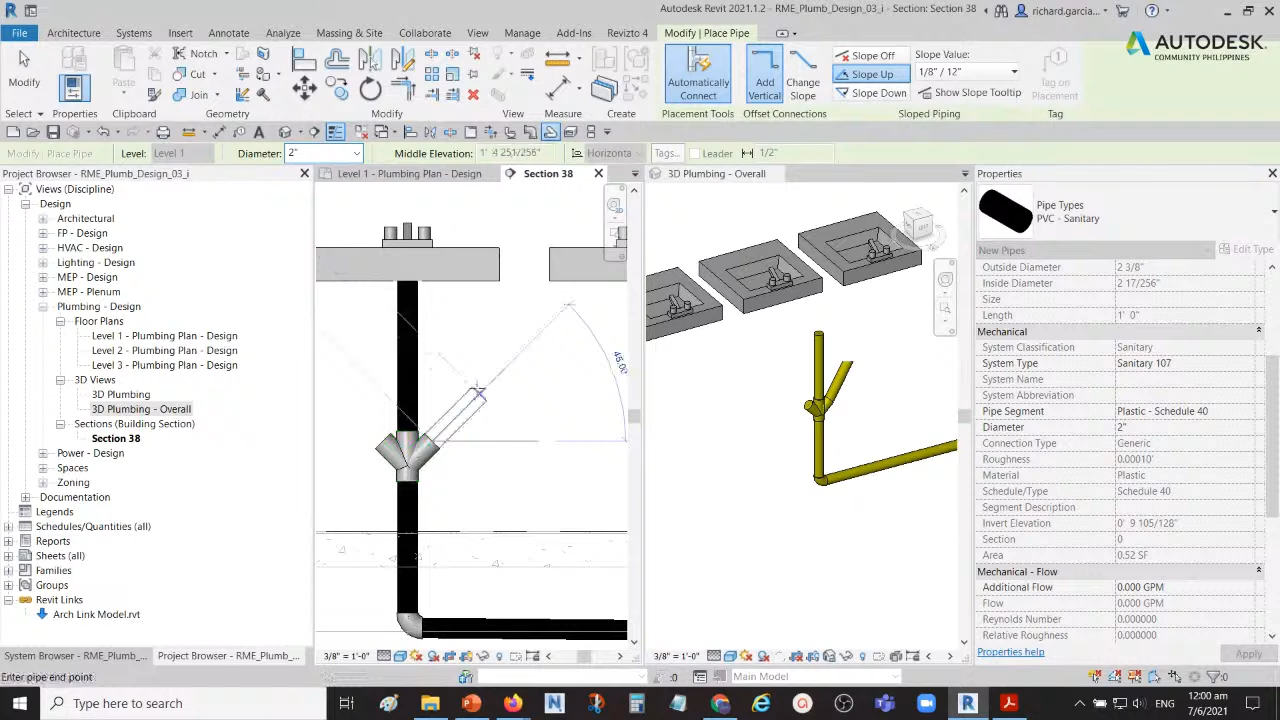 Autodesk Revit 2021.1.2 - RME_Plumb_Design_03_i - Section: Section 38
richard.garcia...
File Architecture Systems Insert Annotate Analyze Massing & Site Collaborate View Manage Add-Ins Revizto 4 Modify | Place Pipe
AUTODESK
COMMUNITY PHILIPPINES
Modify
Paste
Notch
Cut
Join
Automatically Connect
Add Vertical
Change Slope
Slope Off
Slope Up
Slope Down
Slope Value:
1/8" / 12"
Show Slope Tooltip
Tag on Placement
Select Properties Clipboard Geometry Modify View Measure Create Placement Tools Offset Connections Sloped Piping Tag
Modify | Place Pipe Level: Level 1 Diameter: 2" Middle Elevation: 1' 4 251/256" Horizonta Tags... Leader 1/2"
Project Browser - RME_Plumb_Design_03_i
Views (Discipline)
Design
Architectural
FP - Design
HVAC - Design
Lighting - Design
MEP - Design
MEP - Plenum
Plumbing - Design
Floor Plans
Level 1 - Plumbing Plan - Design
Level 2 - Plumbing Plan - Design
Level 3 - Plumbing Plan - Design
3D Views
3D Plumbing
3D Plumbing - Overall
Sections (Building Section)
Section 38
Power - Design
Spaces
Zoning
Documentation
Legends
Schedules/Quantities (all)
Reports
Sheets (all)
Families
Groups
Revit Links
Arch Link Model.rvt
System Browser - RME_Plumb_... Project Browser - RME_Plumb_...
Level 1 - Plumbing Plan - Design Section 38
45.00°
3/8" = 1'-0"
3D Plumbing - Overall
3/8" = 1'-0"
Properties
Pipe Types
PVC - Sanitary
New Pipes Edit Type
Outside Diameter 2 3/8"
Inside Diameter 2 17/256"
Size
Length 1' 0"
Mechanical
System Classification Sanitary
System Type Sanitary 107
System Name
System Abbreviation
Pipe Segment Plastic - Schedule 40
Diameter 2"
Connection Type Generic
Roughness 0.00010'
Material Plastic
Schedule/Type Schedule 40
Segment Description
Invert Elevation 0' 9 105/128"
Section 0
Area 0.52 SF
Mechanical - Flow
Additional Flow 0.000 GPM
Flow 0.000 GPM
Reynolds Number 0.000000
Relative Roughness 0.000000
Properties help Apply
Enter pipe end point
:0 Main Model :0
Type here to search
ENG
12:00 am
7/6/2021